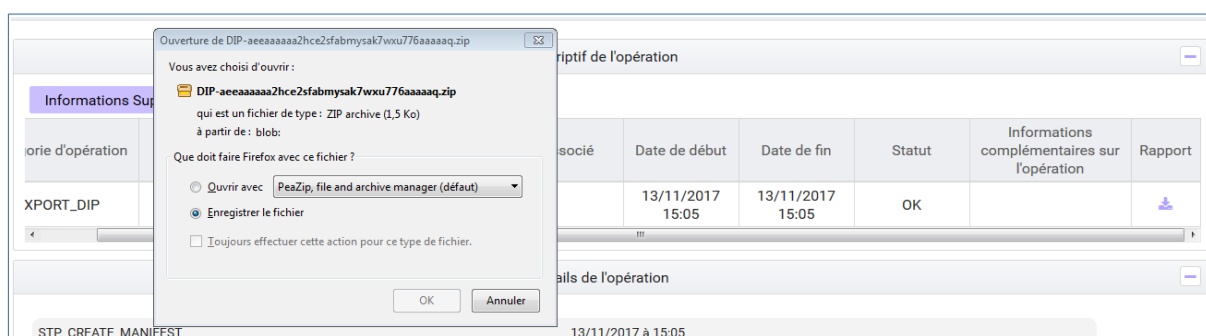 Ouverture de DIP-aeeaaaaaa2hce2sfabmysak7wxu776aaaaaq.zip
Vous avez choisi d'ouvrir :
DIP-aeeaaaaaa2hce2sfabmysak7wxu776aaaaaq.zip
qui est un fichier de type : ZIP archive (1,5 Ko)
à partir de : blob:
Que doit faire Firefox avec ce fichier ?
Ouvrir avec PeaZip, file and archive manager (défaut)
Enregistrer le fichier
Toujours effectuer cette action pour ce type de fichier.
OK Annuler
riptif de l'opération
Informations Sup
orie d'opération ssocié Date de début Date de fin Statut Informations complémentaires sur l'opération Rapport
XPORT_DIP 13/11/2017 15:05 13/11/2017 15:05 OK
ails de l'opération
STP_CREATE_MANIFEST 13/11/2017 à 15:05